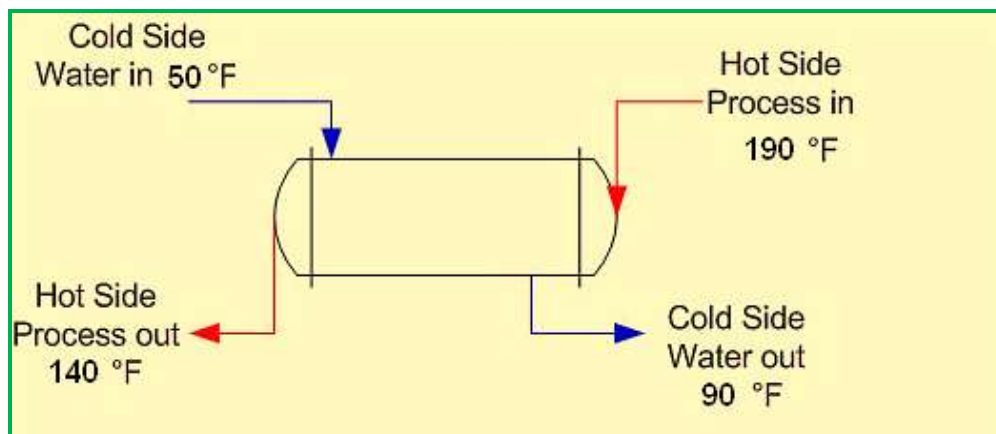 Cold Side
Water in 50 °F
Hot Side
Process in
190 °F
Hot Side
Process out
140 °F
Cold Side
Water out
90 °F